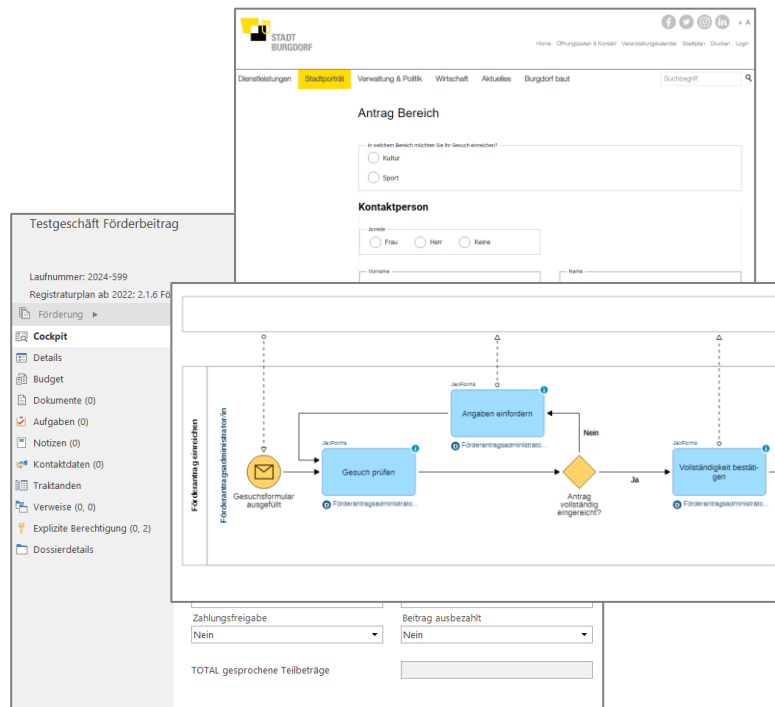 STADT
BURGDORF
A A
Home Öffnungszeiten & Kontakt Veranstaltungskalender Stadtplan Drucken Login
Dienstleistungen Stadtporträt Verwaltung & Politik Wirtschaft Aktuelles Burgdorf baut Suchbegriff
Antrag Bereich
In welchem Bereich möchten Sie Ihr Gesuch einreichen?
Kultur
Sport
Kontaktperson
Anrede
Frau Herr Keine
Vorname Name
Testgeschäft Förderbeitrag
Laufnummer: 2024-599
Registraturplan ab 2022: 2.1.6 Fö
Förderung
Cockpit
Details
Budget
Dokumente (0)
Aufgaben (0)
Notizen (0)
Kontaktdaten (0)
Traktanden
Verweise (0, 0)
Explizite Berechtigung (0, 2)
Dossierdetails
Förderantrag einreichen
Förderantragsadministrator/in
Gesuchsformular
ausgefüllt
JaxForms
Gesuch prüfen
D Förderantragsadministrato...
JaxForms
Angaben einfordern
D Förderantragsadministrato...
Nein
Antrag
vollständig
eingereicht?
Ja
JaxForms
Vollständigkeit bestäti-
gen
D Förderantragsadministrato...
Zahlungsfreigabe Beitrag ausbezahlt
Nein Nein
TOTAL gesprochene Teilbeträge